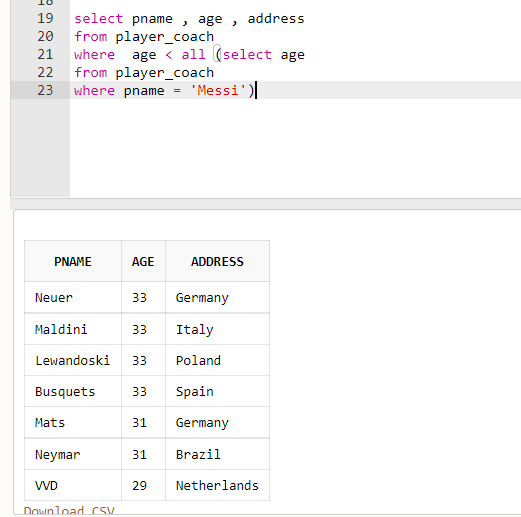 18
19 select pname , age , address
20 from player_coach
21 where  age < all (select age
22 from player_coach
23 where pname = 'Messi')
PNAME AGE ADDRESS
Neuer 33 Germany
Maldini 33 Italy
Lewandoski 33 Poland
Busquets 33 Spain
Mats 31 Germany
Neymar 31 Brazil
VVD 29 Netherlands
Download CSV